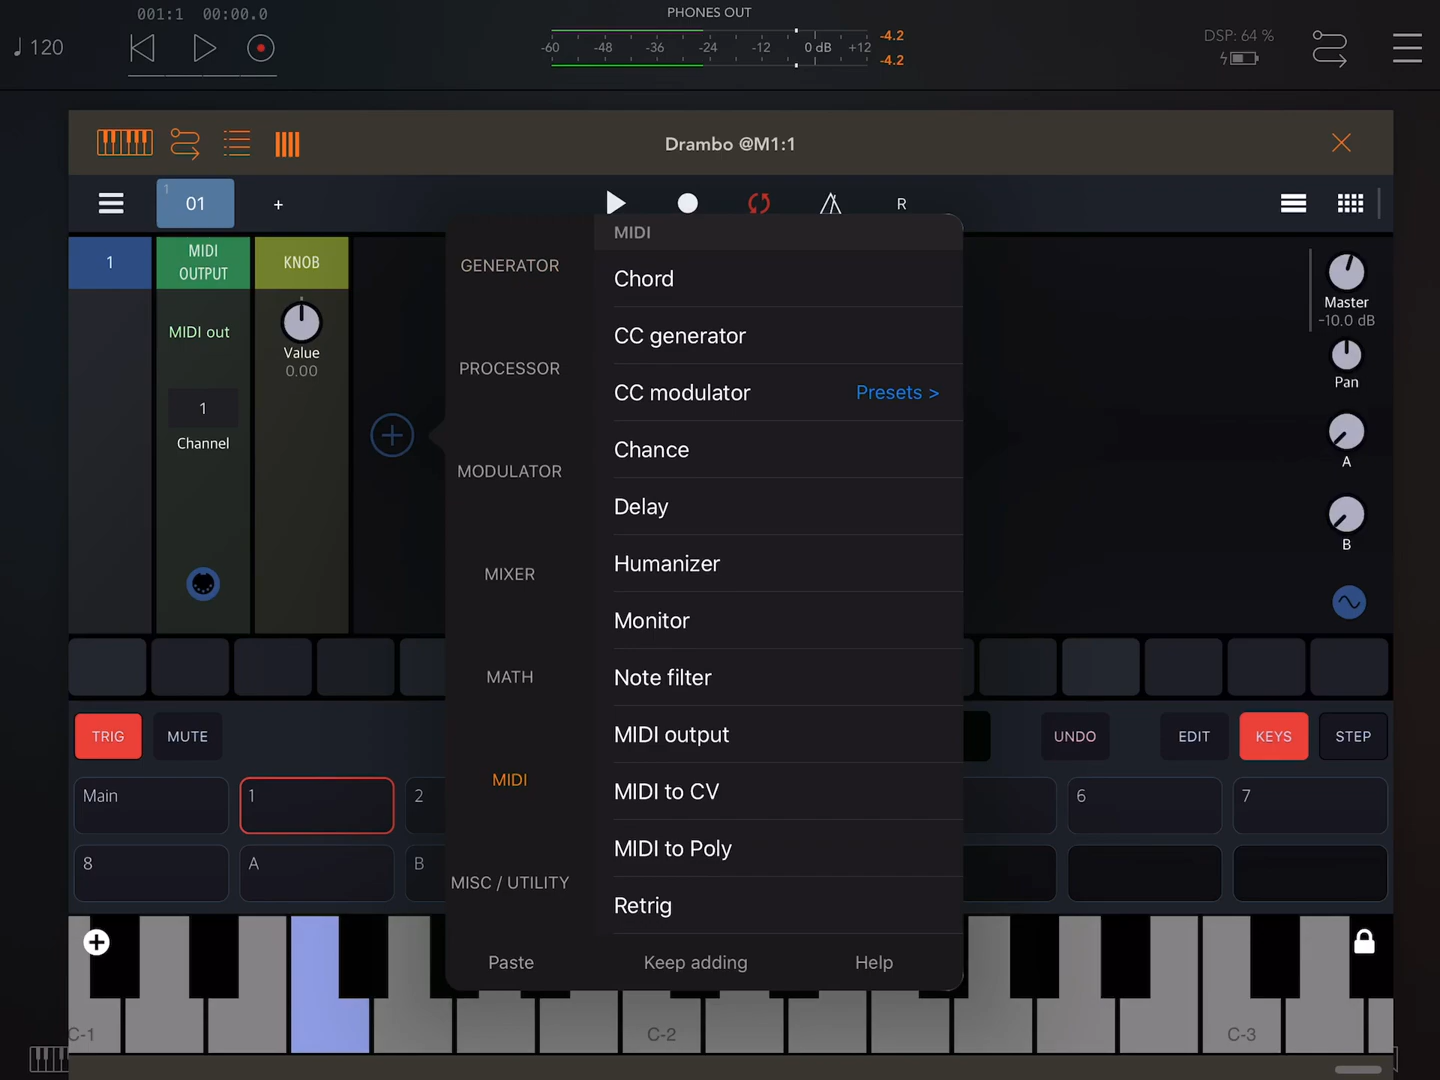 001:1 00:00.0
PHONES OUT
120
-60 -48 -36 -24 -12 0 dB +12
-4.2
-4.2
DSP: 64 %
Drambo @M1:1
1
01
+
R
1
MIDI
OUTPUT
KNOB
MIDI out
1
Channel
Value
0.00
GENERATOR
PROCESSOR
MODULATOR
MIXER
MATH
MIDI
MISC / UTILITY
MIDI
Chord
CC generator
CC modulator
Presets >
Chance
Delay
Humanizer
Monitor
Note filter
MIDI output
MIDI to CV
MIDI to Poly
Retrig
Paste
Keep adding
Help
Master
-10.0 dB
Pan
A
B
TRIG
MUTE
UNDO
EDIT
KEYS
STEP
Main
1
2
6
7
8
A
B
C-1
C-2
C-3